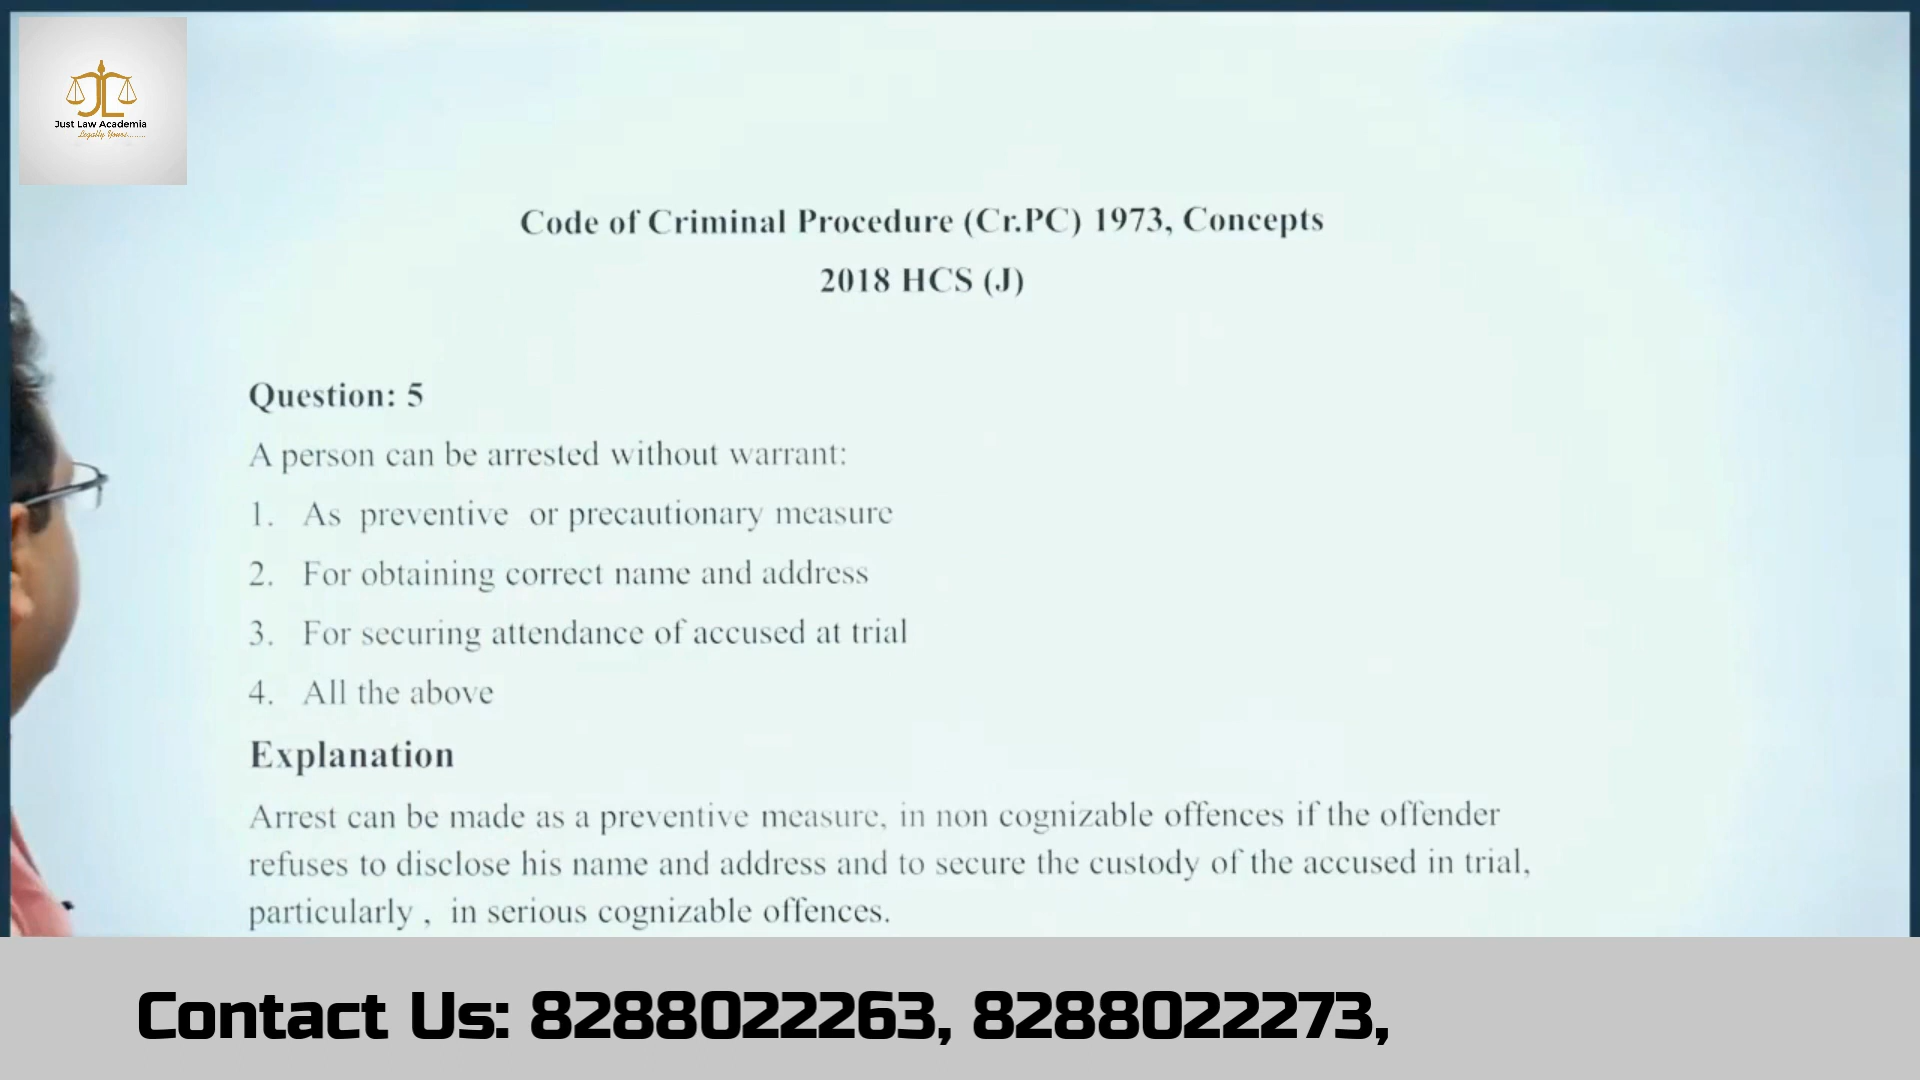 JL
Just Law Academia
Legally Yours........
Code of Criminal Procedure (Cr.PC) 1973, Concepts
2018 HCS (J)
Question: 5
A person can be arrested without warrant:
1. As preventive or precautionary measure
2. For obtaining correct name and address
3. For securing attendance of accused at trial
4. All the above
Explanation
Arrest can be made as a preventive measure, in non cognizable offences if the offender
refuses to disclose his name and address and to secure the custody of the accused in trial,
particularly , in serious cognizable offences.
Contact Us: 8288022263, 8288022273,